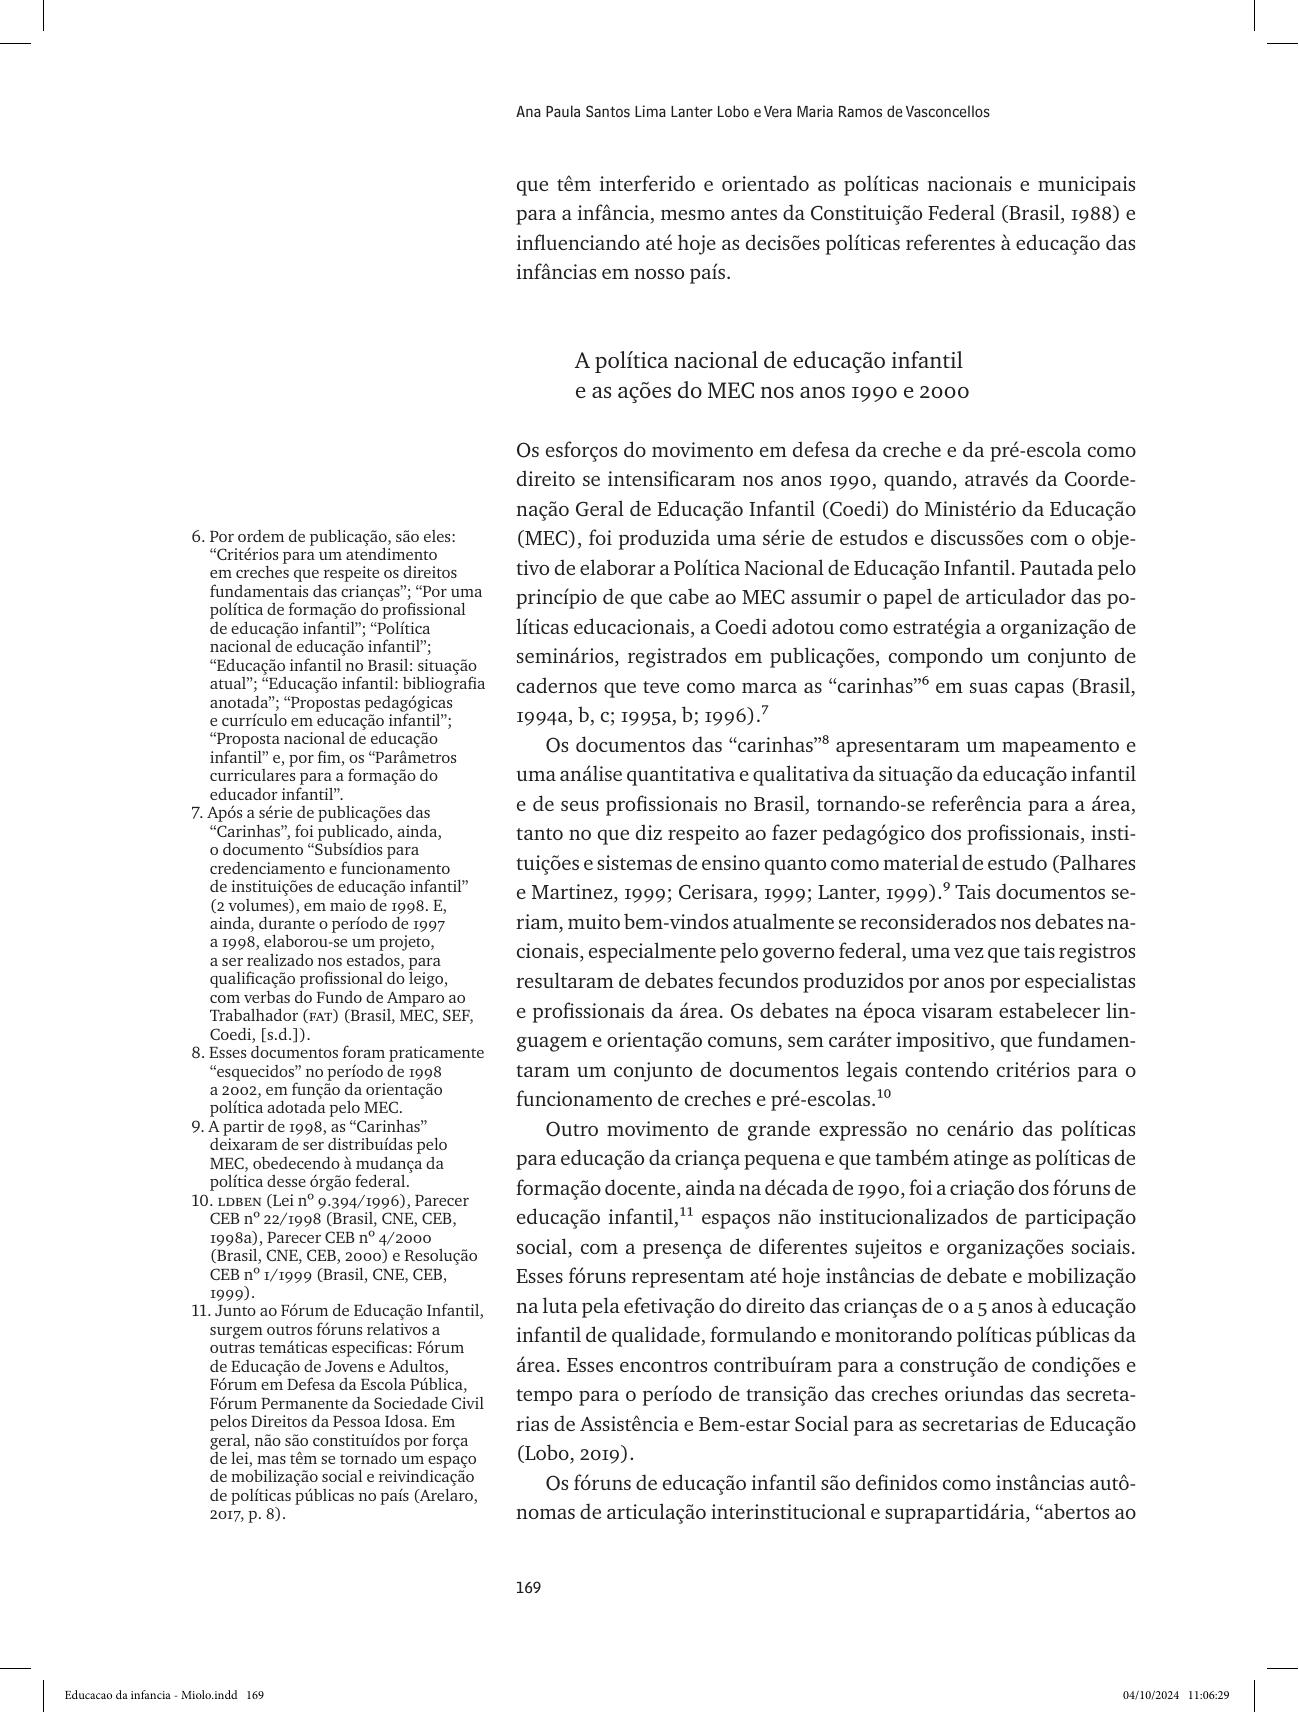 Ana Paula Santos Lima Lanter Lobo e Vera Maria Ramos de Vasconcellos
que têm interferido e orientado as políticas nacionais e municipais
para a infância, mesmo antes da Constituição Federal (Brasil, 1988) e
influenciando até hoje as decisões políticas referentes à educação das
infâncias em nosso país.
A política nacional de educação infantil
e as ações do MEC nos anos 1990 e 2000
Os esforços do movimento em defesa da creche e da pré-escola como
direito se intensificaram nos anos 1990, quando, através da Coorde-
nação Geral de Educação Infantil (Coedi) do Ministério da Educação
(MEC), foi produzida uma série de estudos e discussões com o obje-
tivo de elaborar a Política Nacional de Educação Infantil. Pautada pelo
princípio de que cabe ao MEC assumir o papel de articulador das po-
líticas educacionais, a Coedi adotou como estratégia a organização de
seminários, registrados em publicações, compondo um conjunto de
cadernos que teve como marca as “carinhas”⁶ em suas capas (Brasil,
1994a, b, c; 1995a, b; 1996).⁷
Os documentos das “carinhas”⁸ apresentaram um mapeamento e
uma análise quantitativa e qualitativa da situação da educação infantil
e de seus profissionais no Brasil, tornando-se referência para a área,
tanto no que diz respeito ao fazer pedagógico dos profissionais, insti-
tuições e sistemas de ensino quanto como material de estudo (Palhares
e Martinez, 1999; Cerisara, 1999; Lanter, 1999).⁹ Tais documentos se-
riam, muito bem-vindos atualmente se reconsiderados nos debates na-
cionais, especialmente pelo governo federal, uma vez que tais registros
resultaram de debates fecundos produzidos por anos por especialistas
e profissionais da área. Os debates na época visaram estabelecer lin-
guagem e orientação comuns, sem caráter impositivo, que fundamen-
taram um conjunto de documentos legais contendo critérios para o
funcionamento de creches e pré-escolas.¹⁰
Outro movimento de grande expressão no cenário das políticas
para educação da criança pequena e que também atinge as políticas de
formação docente, ainda na década de 1990, foi a criação dos fóruns de
educação infantil,¹¹ espaços não institucionalizados de participação
social, com a presença de diferentes sujeitos e organizações sociais.
Esses fóruns representam até hoje instâncias de debate e mobilização
na luta pela efetivação do direito das crianças de 0 a 5 anos à educação
infantil de qualidade, formulando e monitorando políticas públicas da
área. Esses encontros contribuíram para a construção de condições e
tempo para o período de transição das creches oriundas das secreta-
rias de Assistência e Bem-estar Social para as secretarias de Educação
(Lobo, 2019).
Os fóruns de educação infantil são definidos como instâncias autô-
nomas de articulação interinstitucional e suprapartidária, “abertos ao
6. Por ordem de publicação, são eles:
“Critérios para um atendimento
em creches que respeite os direitos
fundamentais das crianças”; “Por uma
política de formação do profissional
de educação infantil”; “Política
nacional de educação infantil”;
“Educação infantil no Brasil: situação
atual”; “Educação infantil: bibliografia
anotada”; “Propostas pedagógicas
e currículo em educação infantil”;
“Proposta nacional de educação
infantil” e, por fim, os “Parâmetros
curriculares para a formação do
educador infantil”.
7. Após a série de publicações das
“Carinhas”, foi publicado, ainda,
o documento “Subsídios para
credenciamento e funcionamento
de instituições de educação infantil”
(2 volumes), em maio de 1998. E,
ainda, durante o período de 1997
a 1998, elaborou-se um projeto,
a ser realizado nos estados, para
qualificação profissional do leigo,
com verbas do Fundo de Amparo ao
Trabalhador (FAT) (Brasil, MEC, SEF,
Coedi, [s.d.]).
8. Esses documentos foram praticamente
“esquecidos” no período de 1998
a 2002, em função da orientação
política adotada pelo MEC.
9. A partir de 1998, as “Carinhas”
deixaram de ser distribuídas pelo
MEC, obedecendo à mudança da
política desse órgão federal.
10. LDBEN (Lei nº 9.394/1996), Parecer
CEB nº 22/1998 (Brasil, CNE, CEB,
1998a), Parecer CEB nº 4/2000
(Brasil, CNE, CEB, 2000) e Resolução
CEB nº 1/1999 (Brasil, CNE, CEB,
1999).
11. Junto ao Fórum de Educação Infantil,
surgem outros fóruns relativos a
outras temáticas especificas: Fórum
de Educação de Jovens e Adultos,
Fórum em Defesa da Escola Pública,
Fórum Permanente da Sociedade Civil
pelos Direitos da Pessoa Idosa. Em
geral, não são constituídos por força
de lei, mas têm se tornado um espaço
de mobilização social e reivindicação
de políticas públicas no país (Arelaro,
2017, p. 8).
169
Educacao da infancia - Miolo.indd 169
04/10/2024 11:06:29